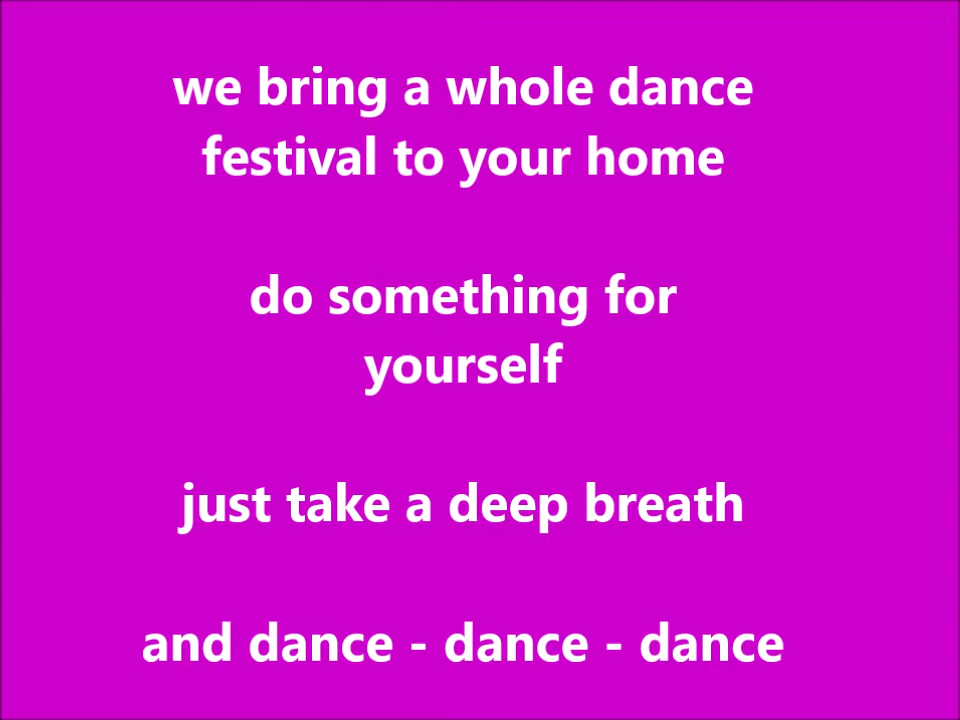 we bring a whole dance
festival to your home
do something for
yourself
just take a deep breath
and dance - dance - dance